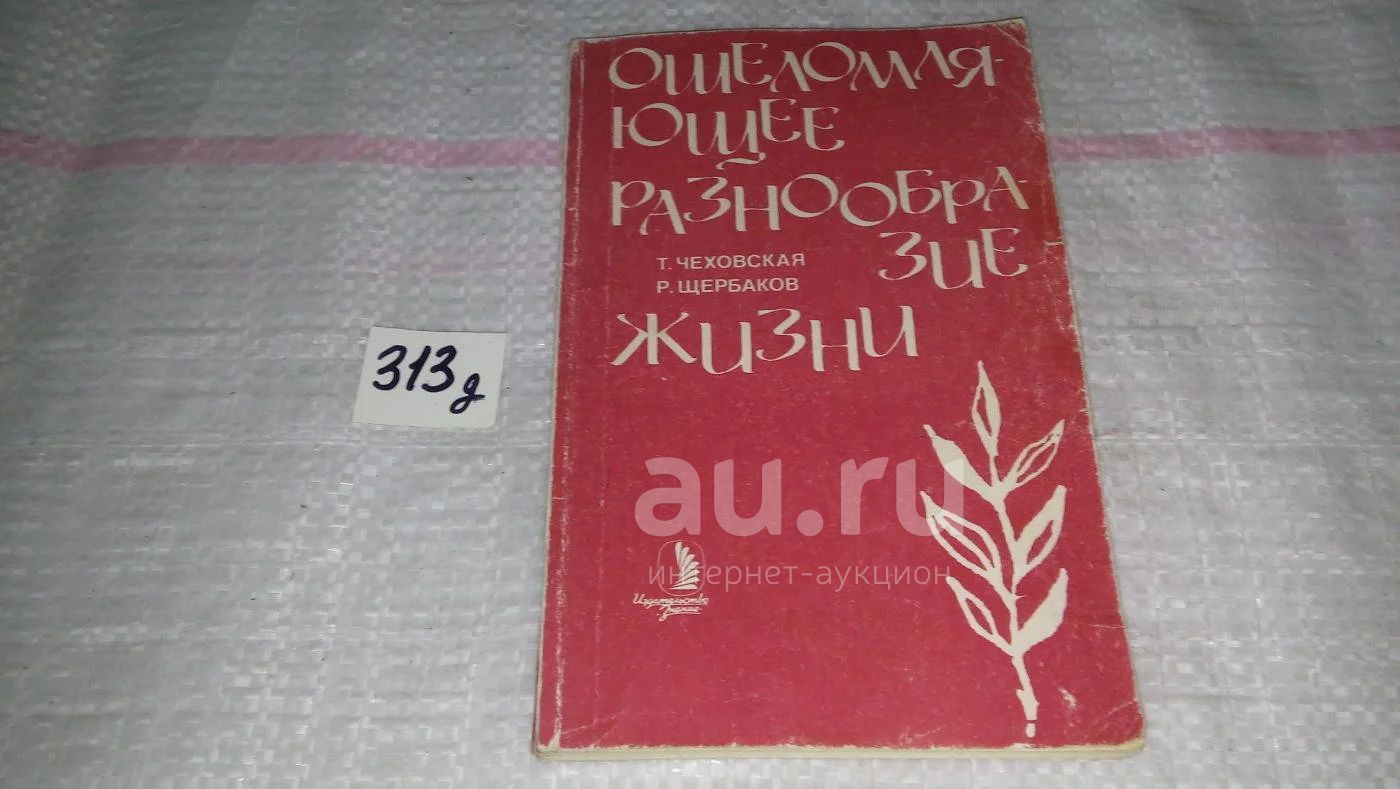 ОШЕЛОМЛЯ-
ЮЩЕЕ
РАЗНООБРА-
ЗИЕ
Т. ЧЕХОВСКАЯ
Р. ЩЕРБАКОВ
ЖИЗНИ
313д
au.ru
интернет-аукцион
Издательство
Знание